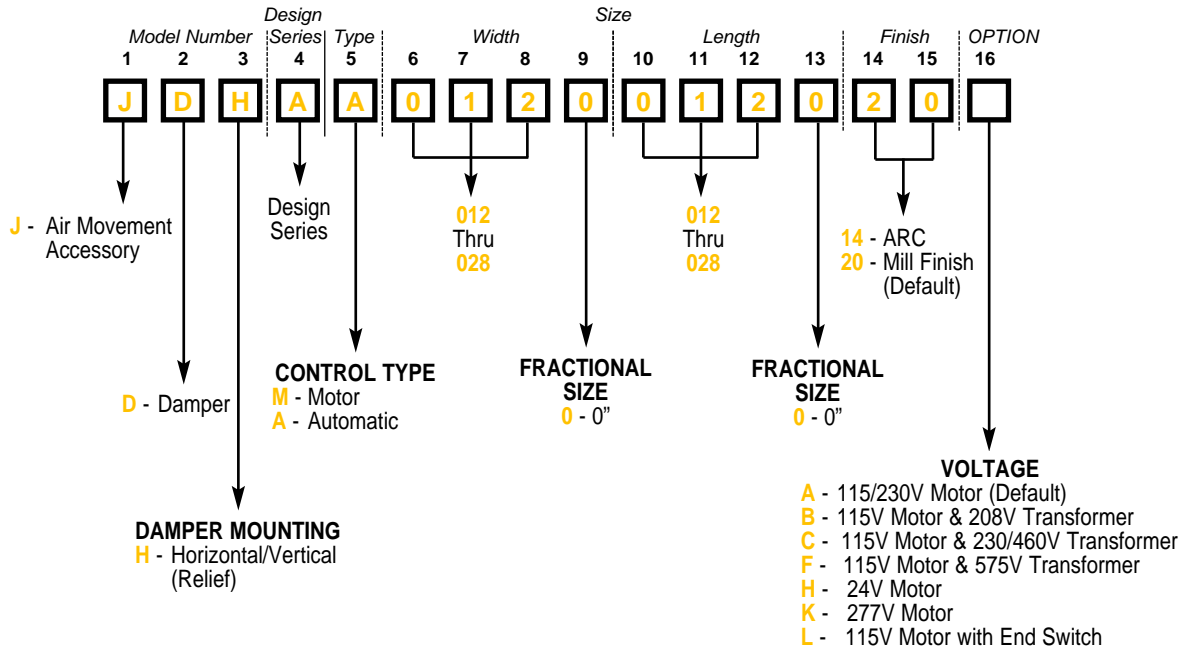 Design Size
Model Number Series Type Width Length Finish OPTION
1 2 3 4 5 6 7 8 9 10 11 12 13 14 15 16
J D H A A 0 1 2 0 0 1 2 0 2 0
J - Air Movement
Accessory
Design
Series
012
Thru
028
012
Thru
028
14 - ARC
20 - Mill Finish
(Default)
D - Damper
CONTROL TYPE
M - Motor
A - Automatic
FRACTIONAL
SIZE
0 - 0”
FRACTIONAL
SIZE
0 - 0”
DAMPER MOUNTING
H - Horizontal/Vertical
(Relief)
VOLTAGE
A - 115/230V Motor (Default)
B - 115V Motor & 208V Transformer
C - 115V Motor & 230/460V Transformer
F - 115V Motor & 575V Transformer
H - 24V Motor
K - 277V Motor
L - 115V Motor with End Switch